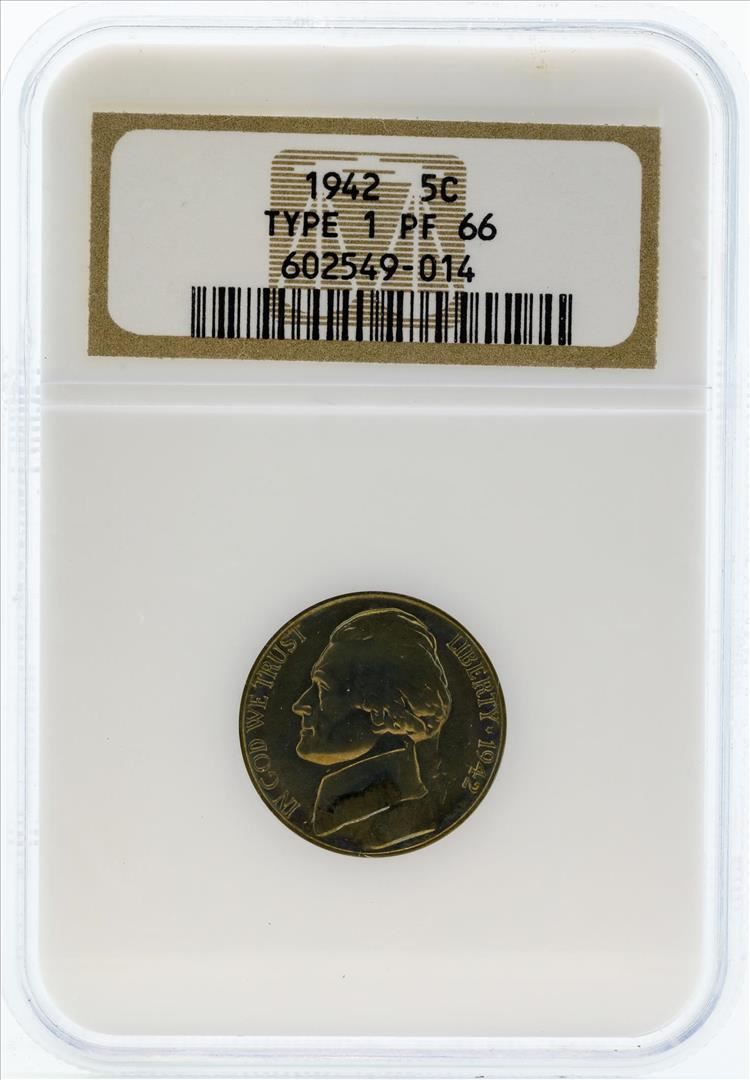 1942 5C
TYPE 1 PF 66
602549-014
IN GOD WE TRUST
LIBERTY · 1942